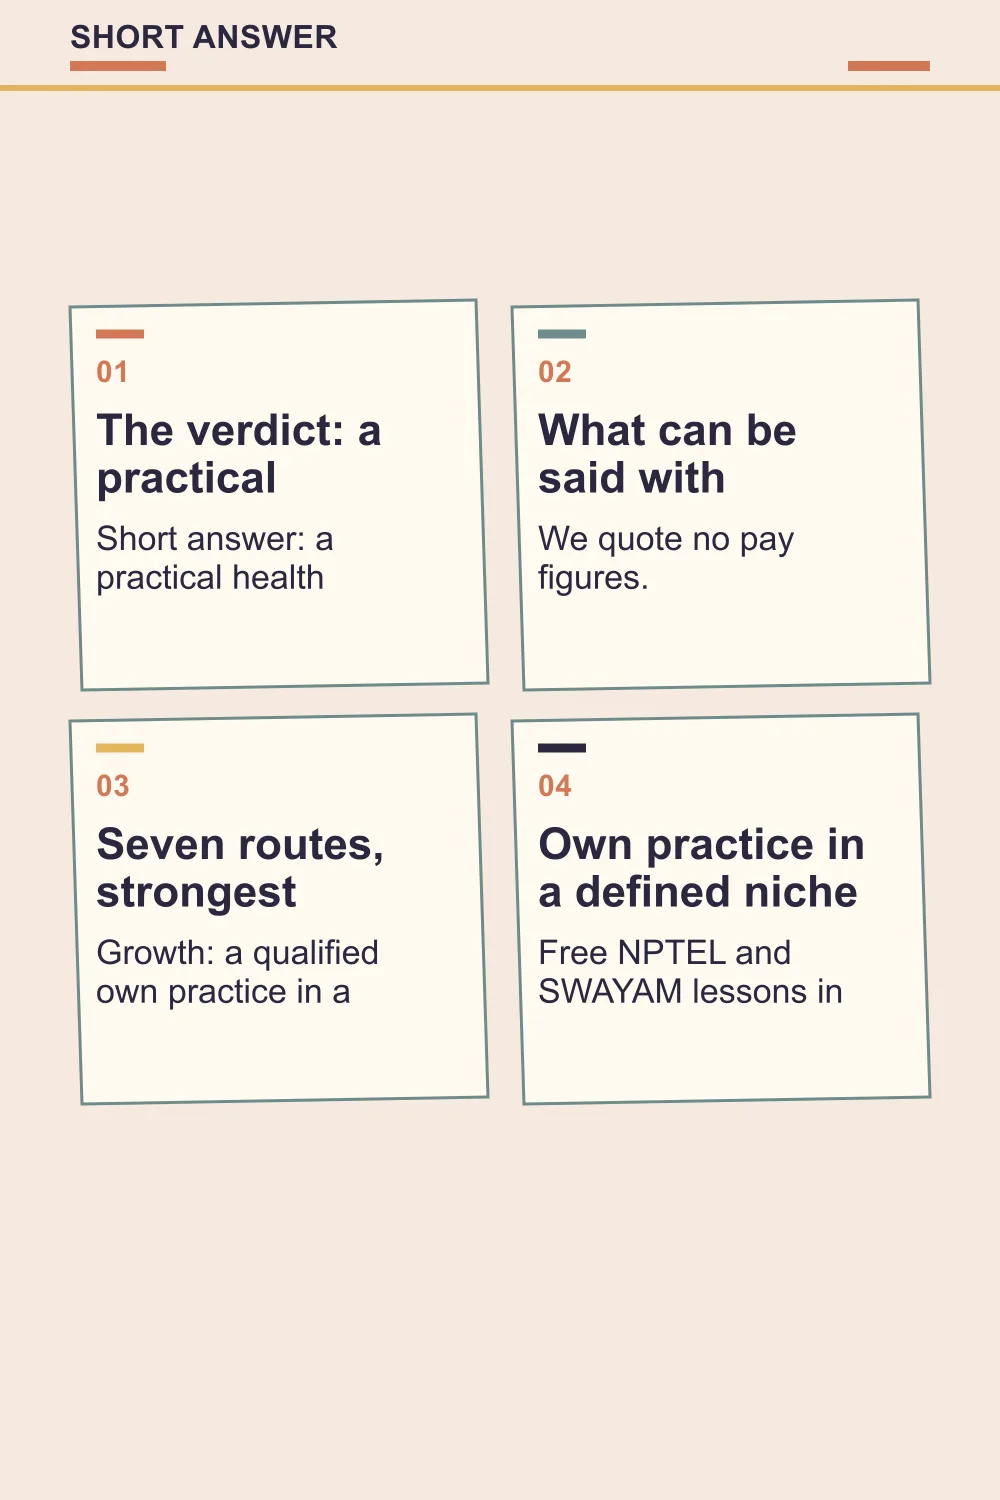 SHORT ANSWER
01
The verdict: a
practical
Short answer: a
practical health
02
What can be
said with
We quote no pay
figures.
03
Seven routes,
strongest
Growth: a qualified
own practice in a
04
Own practice in
a defined niche
Free NPTEL and
SWAYAM lessons in